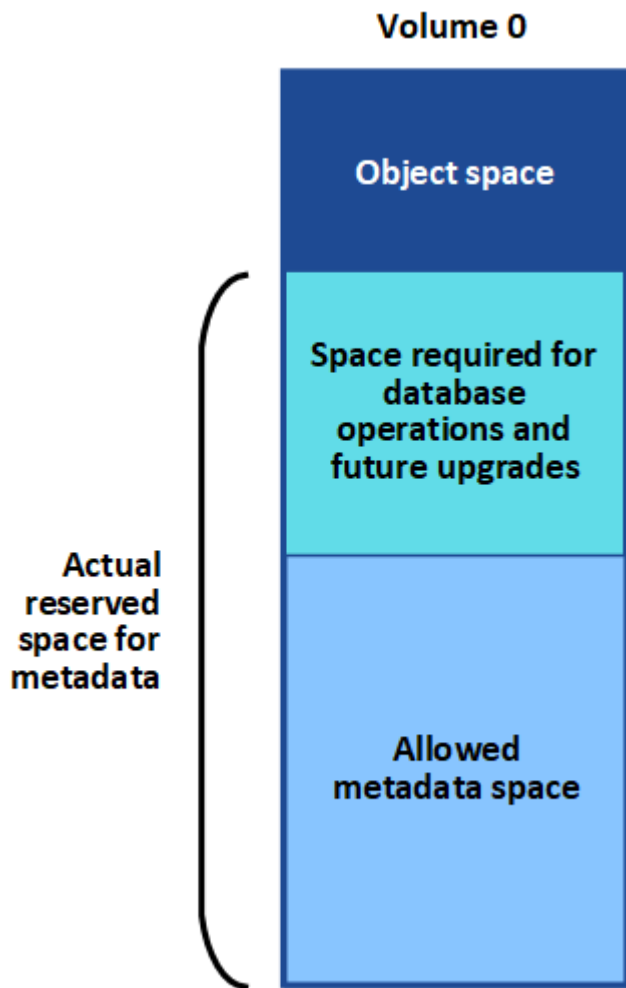 Volume 0
Object space
Space required for
database
operations and
future upgrades
Actual
reserved
space for
metadata
Allowed
metadata space